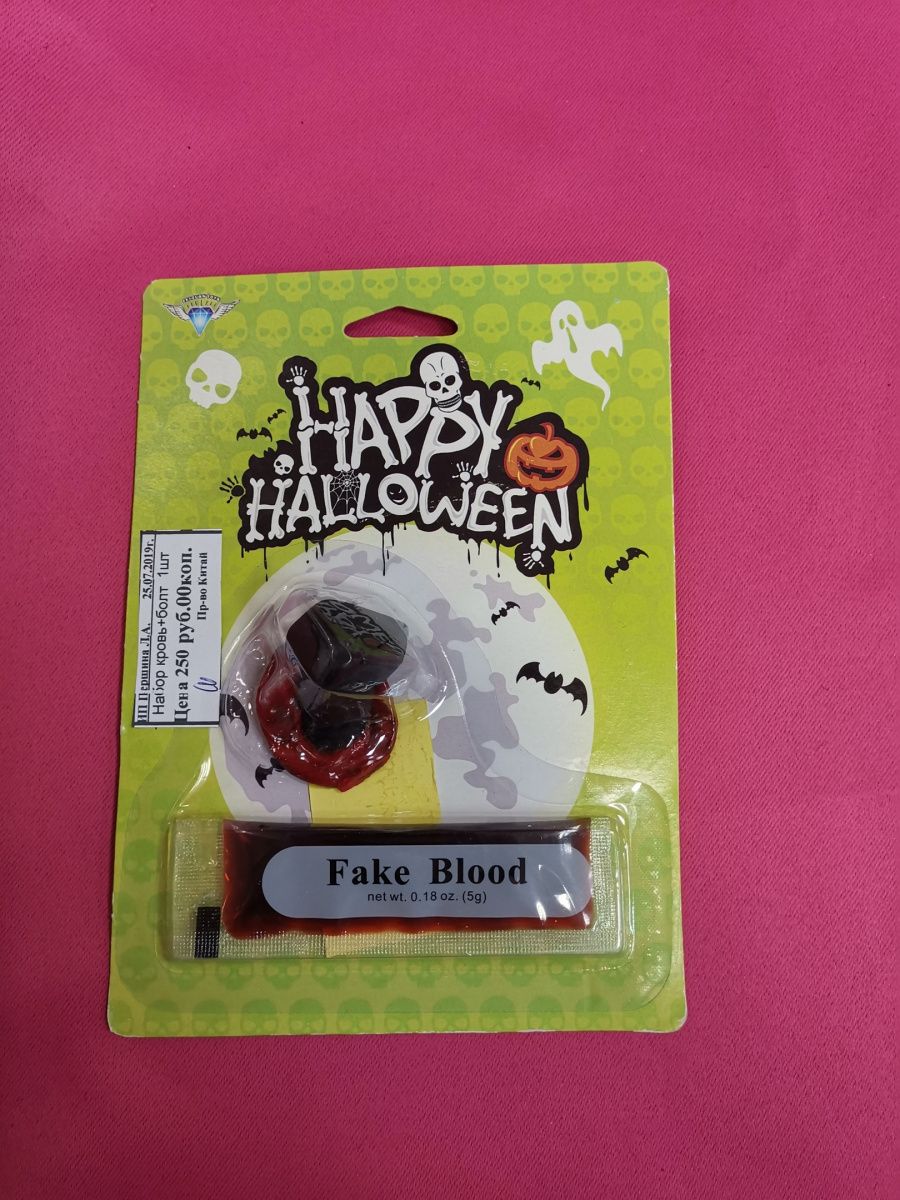 HAPPY
HALLOWEEN
ИП Першина Л.А. 25.07.2019г.
Набор кровь+болт 1шт
Цена 250 руб.00коп.
Пр-во Китай
Fake Blood
net wt. 0.18 oz. (5g)